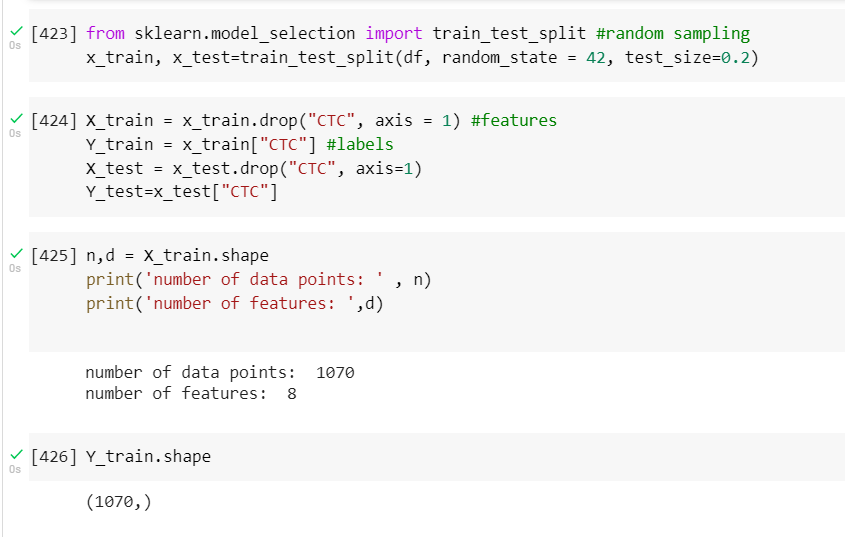 [423] from sklearn.model_selection import train_test_split #random sampling
0s x_train, x_test=train_test_split(df, random_state = 42, test_size=0.2)
[424] X_train = x_train.drop("CTC", axis = 1) #features
0s Y_train = x_train["CTC"] #labels
X_test = x_test.drop("CTC", axis=1)
Y_test=x_test["CTC"]
[425] n,d = X_train.shape
0s print('number of data points: ' , n)
print('number of features: ',d)
number of data points:  1070
number of features:  8
[426] Y_train.shape
0s
(1070,)